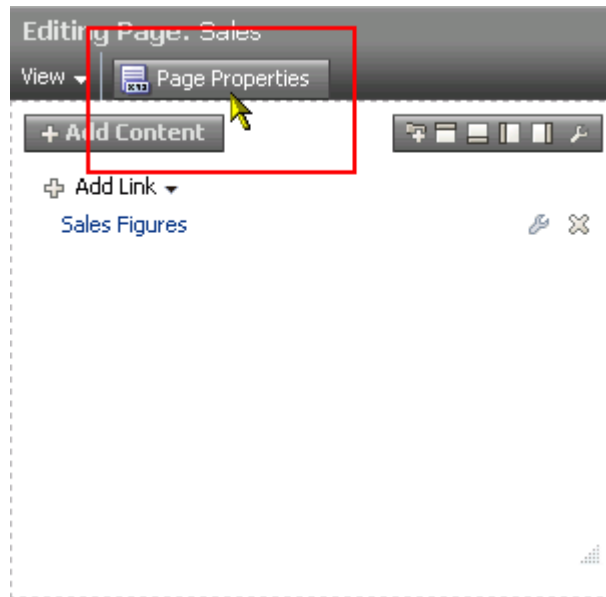 Editing Page: Sales
View
Page Properties
+ Add Content
Add Link
Sales Figures